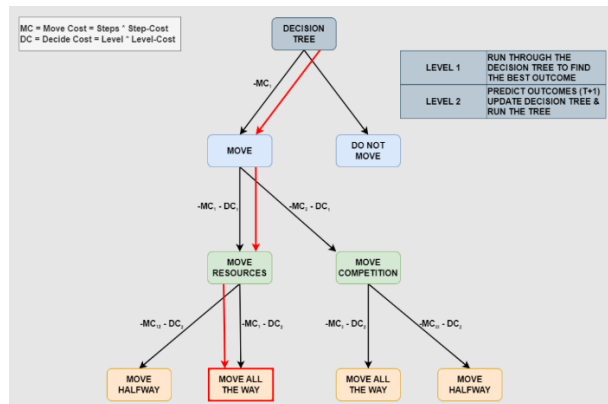 MC = Move Cost = Steps * Step-Cost
DC = Decide Cost = Level * Level-Cost
DECISION
TREE
LEVEL 1
RUN THROUGH THE
DECISION TREE TO FIND
THE BEST OUTCOME
LEVEL 2
PREDICT OUTCOMES (T+1)
UPDATE DECISION TREE &
RUN THE TREE
-MC
MOVE
DO NOT
MOVE
-MC - DC
-MC - DC
MOVE
RESOURCES
MOVE
COMPETITION
-MC - DC
-MC - DC
-MC - DC
-MC - DC
MOVE
HALFWAY
MOVE ALL
THE WAY
MOVE ALL
THE WAY
MOVE
HALFWAY